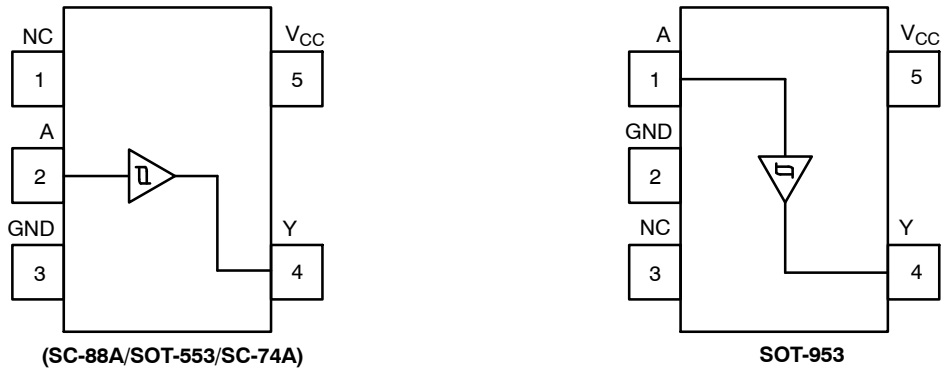 NC
1
A
2
GND
3
V_CC
5
Y
4
(SC-88A/SOT-553/SC-74A)
A
1
GND
2
NC
3
V_CC
5
Y
4
SOT-953